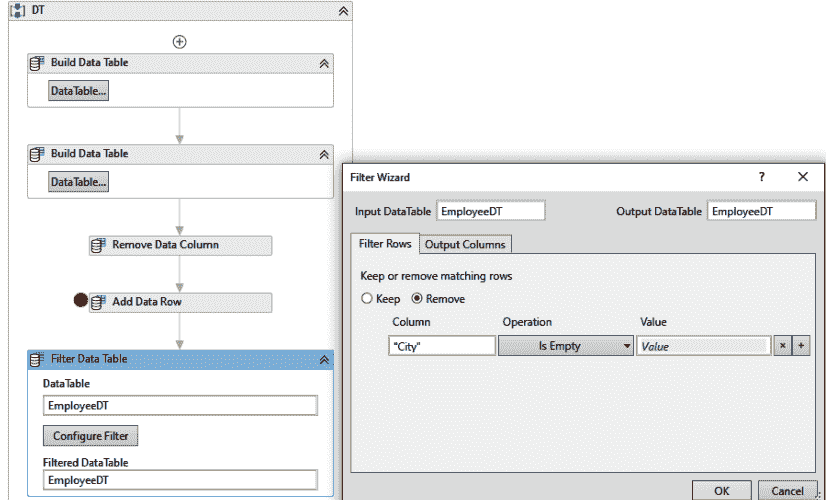 DT
Build Data Table
DataTable...
Build Data Table
DataTable...
Remove Data Column
Add Data Row
Filter Data Table
DataTable
EmployeeDT
Configure Filter
Filtered DataTable
EmployeeDT
Filter Wizard ?
Input DataTable EmployeeDT Output DataTable EmployeeDT
Filter Rows Output Columns
Keep or remove matching rows
Keep Remove
Column Operation Value
"City" Is Empty Value × +
OK Cancel